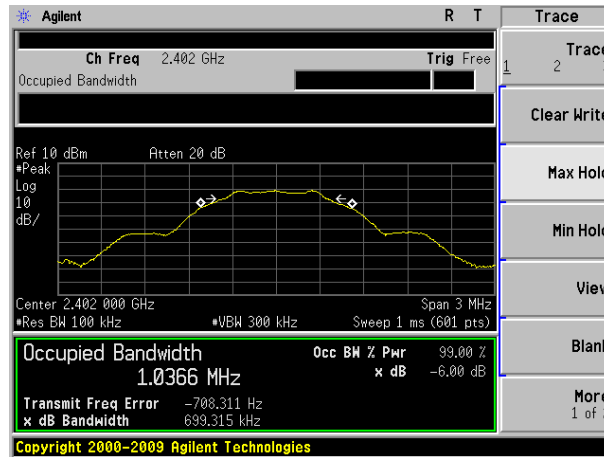 Agilent R T Trace
Ch Freq 2.402 GHz Trig Free
Occupied Bandwidth
Trace
1 2
Clear Write
Max Hold
Min Hold
View
Blank
More
1 of
Ref 10 dBm Atten 20 dB
#Peak
Log
10
dB/
Center 2.402 000 GHz Span 3 MHz
#Res BW 100 kHz #VBW 300 kHz Sweep 1 ms (601 pts)
Occupied Bandwidth Occ BW % Pwr 99.00 %
1.0366 MHz x dB -6.00 dB
Transmit Freq Error -708.311 Hz
x dB Bandwidth 699.315 kHz
Copyright 2000-2009 Agilent Technologies